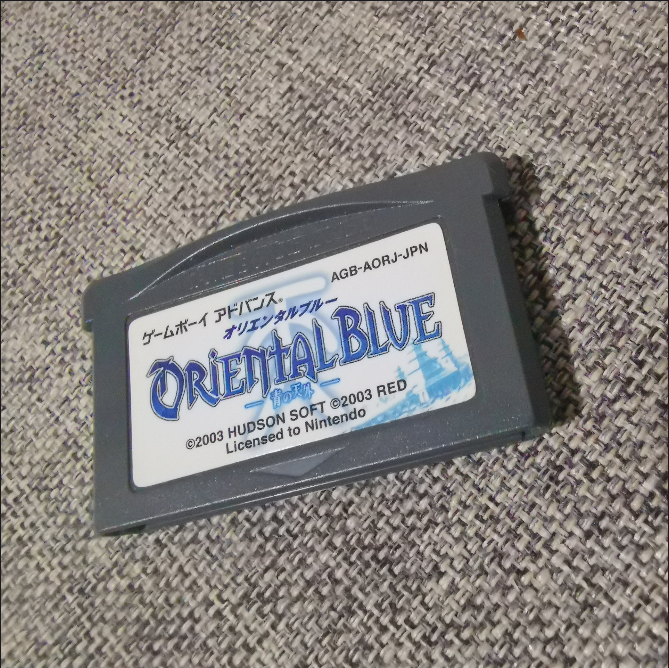 AGB-AORJ-JPN
ゲームボーイ アドバンス®
オリエンタルブルー
ORIENTAL BLUE
青の天外
©2003 HUDSON SOFT ©2003 RED
Licensed to Nintendo